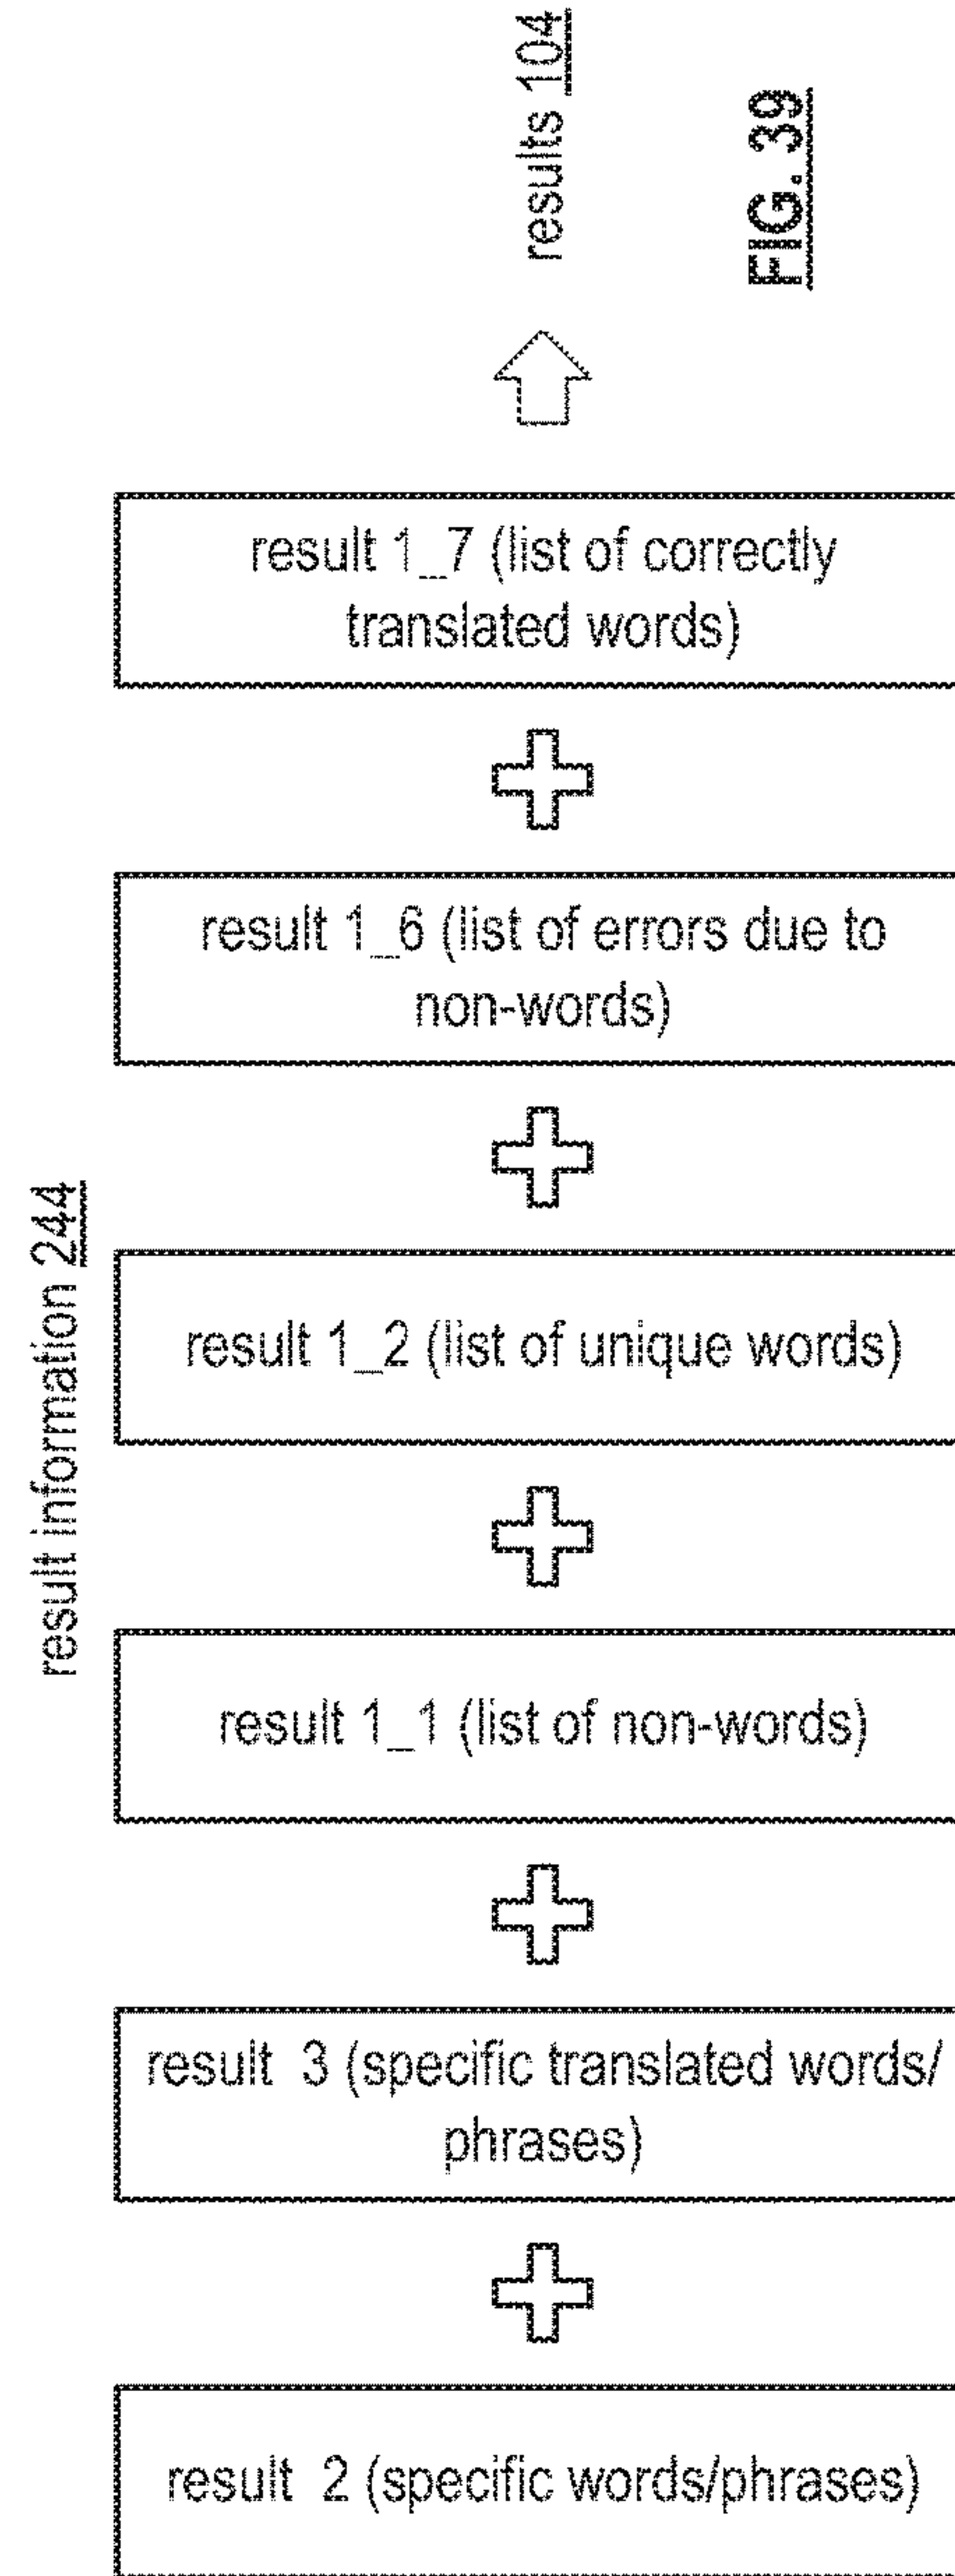 result information 244
results 104
FIG. 39
result 1_7 (list of correctly
translated words)
result 1_6 (list of errors due to
non-words)
result 1_2 (list of unique words)
result 1_1 (list of non-words)
result 3 (specific translated words/
phrases)
result 2 (specific words/phrases)